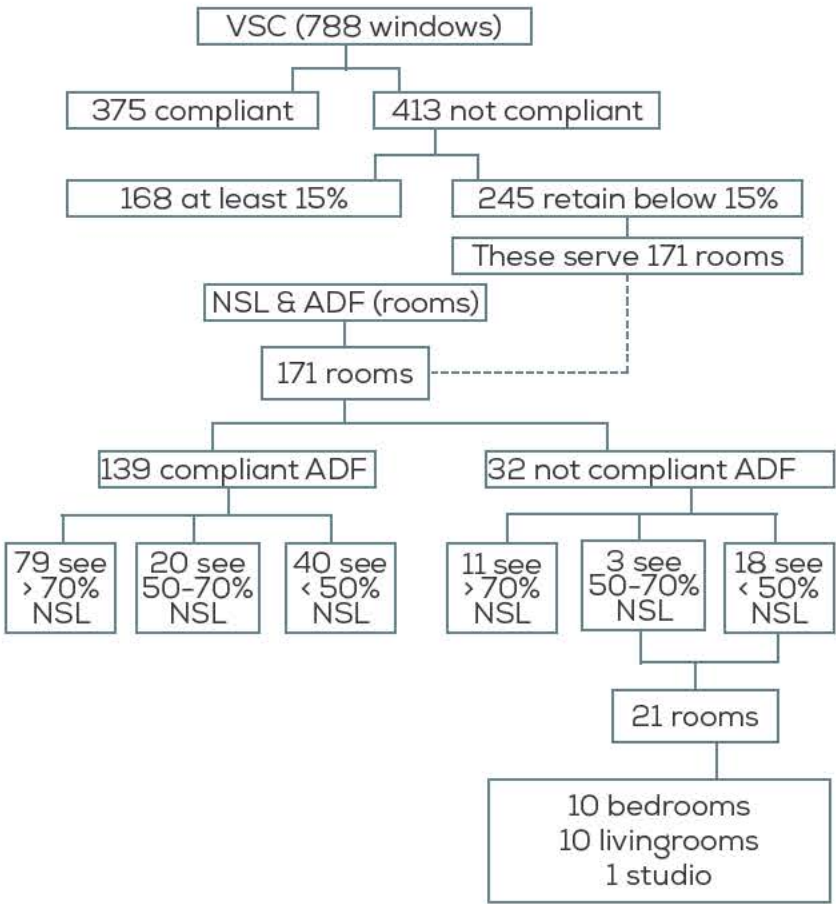 VSC (788 windows)
375 compliant
413 not compliant
168 at least 15%
245 retain below 15%
These serve 171 rooms
NSL & ADF (rooms)
171 rooms
139 compliant ADF
32 not compliant ADF
79 see
> 70%
NSL
20 see
50-70%
NSL
40 see
< 50%
NSL
11 see
> 70%
NSL
3 see
50-70%
NSL
18 see
< 50%
NSL
21 rooms
10 bedrooms
10 livingrooms
1 studio